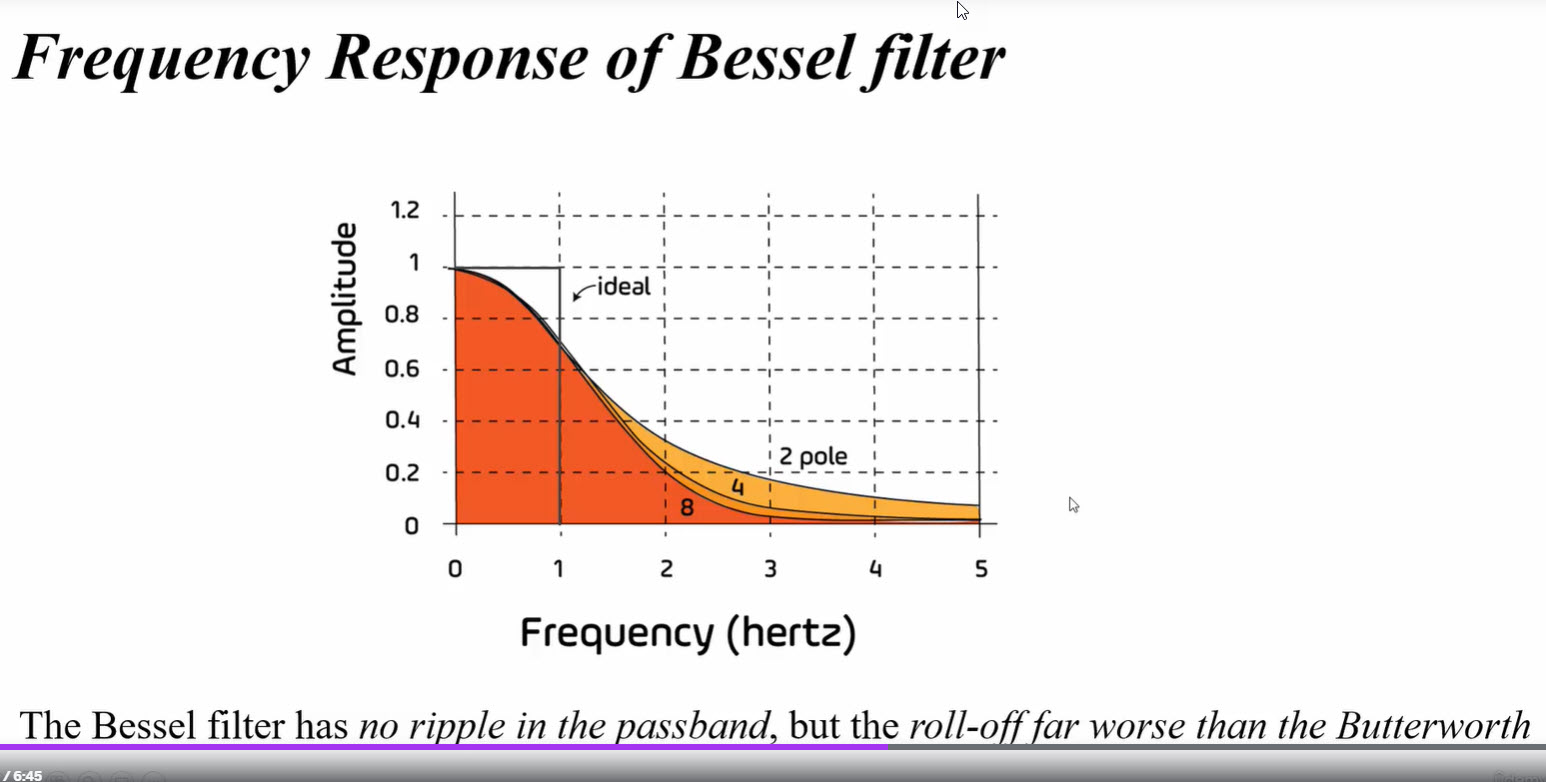 Frequency Response of Bessel filter
1.2
1
0.8
0.6
0.4
0.2
0
Amplitude
ideal
2 pole
4
8
0 1 2 3 4 5
Frequency (hertz)
The Bessel filter has no ripple in the passband, but the roll-off far worse than the Butterworth
/ 6:45